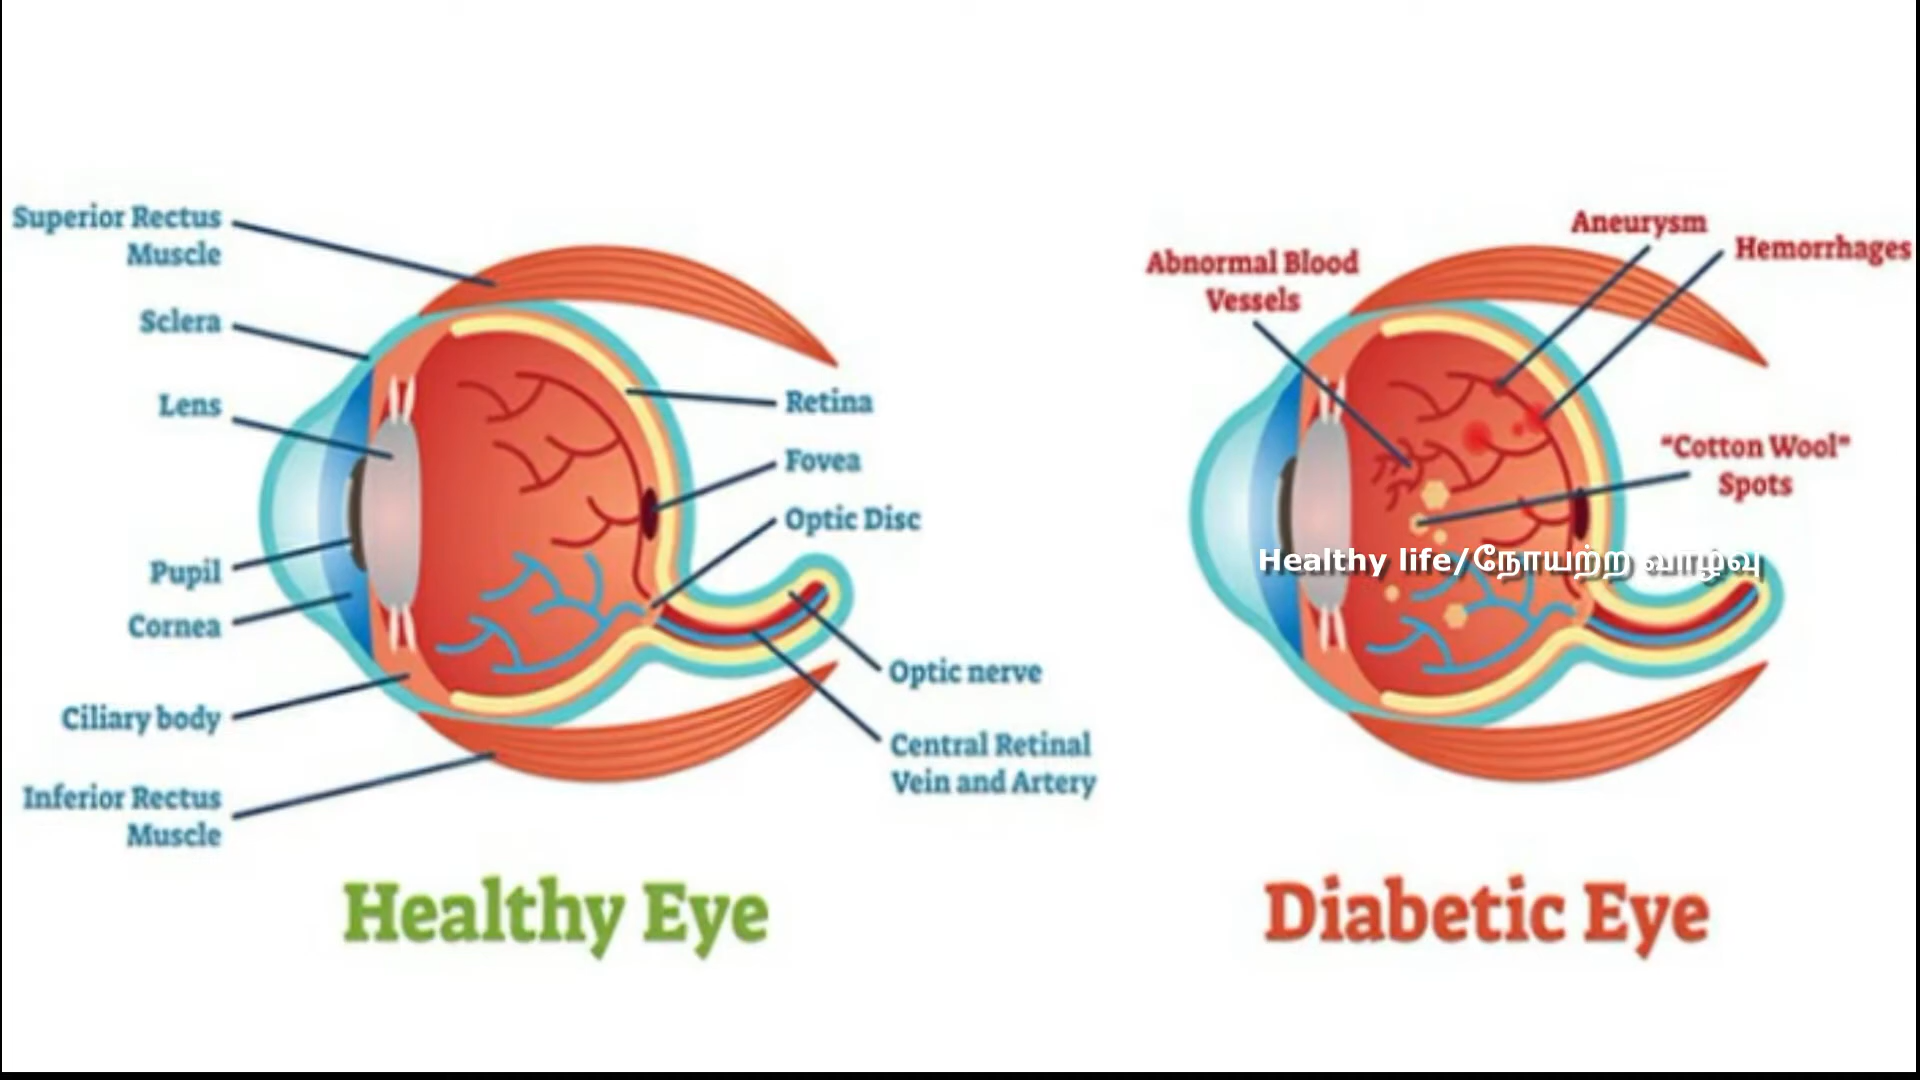 Superior Rectus
Muscle
Sclera
Lens
Pupil
Cornea
Ciliary body
Inferior Rectus
Muscle
Retina
Fovea
Optic Disc
Optic nerve
Central Retinal
Vein and Artery
Healthy Eye
Abnormal Blood
Vessels
Aneurysm
Hemorrhages
“Cotton Wool”
Spots
Healthy life/நோயற்ற வாழ்வு
Diabetic Eye